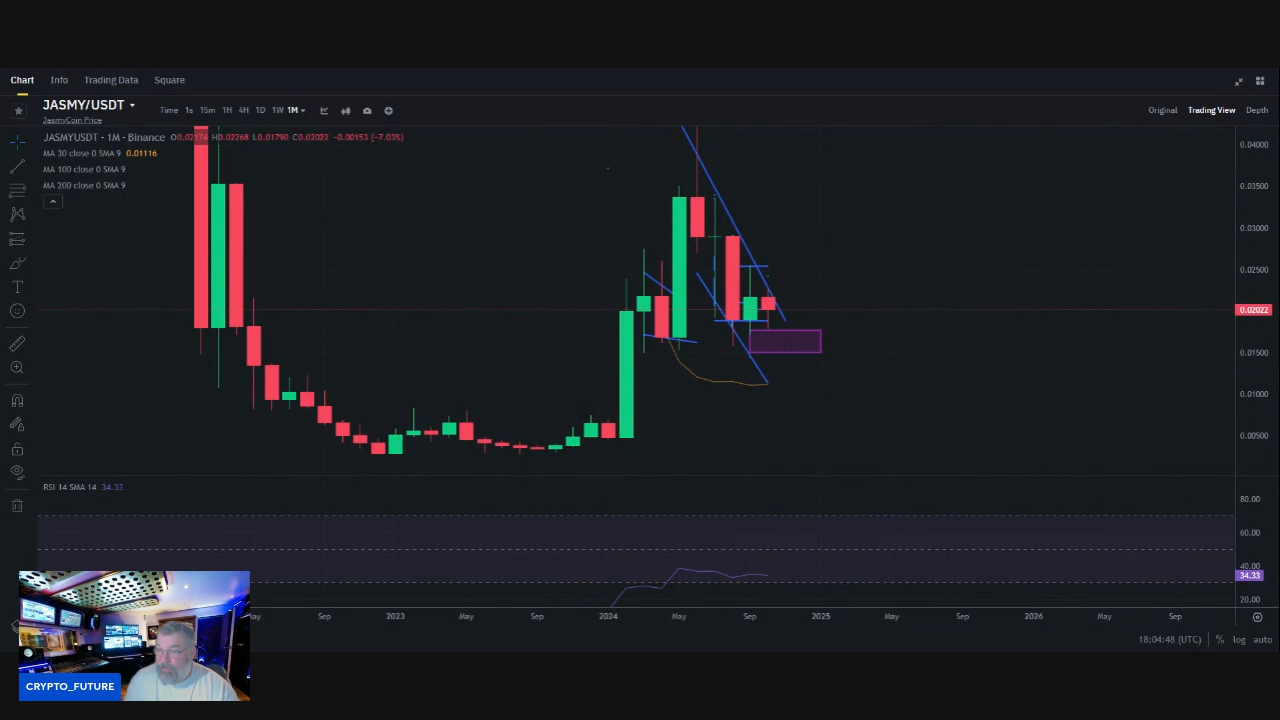 Chart Info Trading Data Square
JASMY/USDT Time 1s 15m 1H 4H 1D 1W 1M Original Trading View Depth
JasmyCoin Price
JASMYUSDT · 1M · Binance O0.02174 H0.02268 L0.01790 C0.02022 −0.00153 (−7.03%)
MA 30 close 0 SMA 9 0.01116
MA 100 close 0 SMA 9
MA 200 close 0 SMA 9
0.04000
0.03500
0.03000
0.02500
0.02022
0.01500
0.01000
0.00500
RSI 14 SMA 14 34.33
80.00
60.00
40.00
34.33
20.00
Sep 2023 May Sep 2024 May Sep 2025 May Sep 2026 May Sep
18:04:48 (UTC) % log auto
CRYPTO_FUTURE